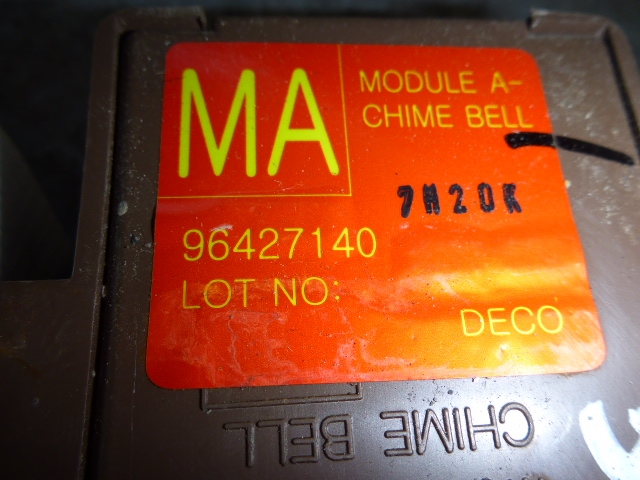 MA
MODULE A-
CHIME BELL
7M20K
96427140
LOT NO:
DECO
CHIME BELL